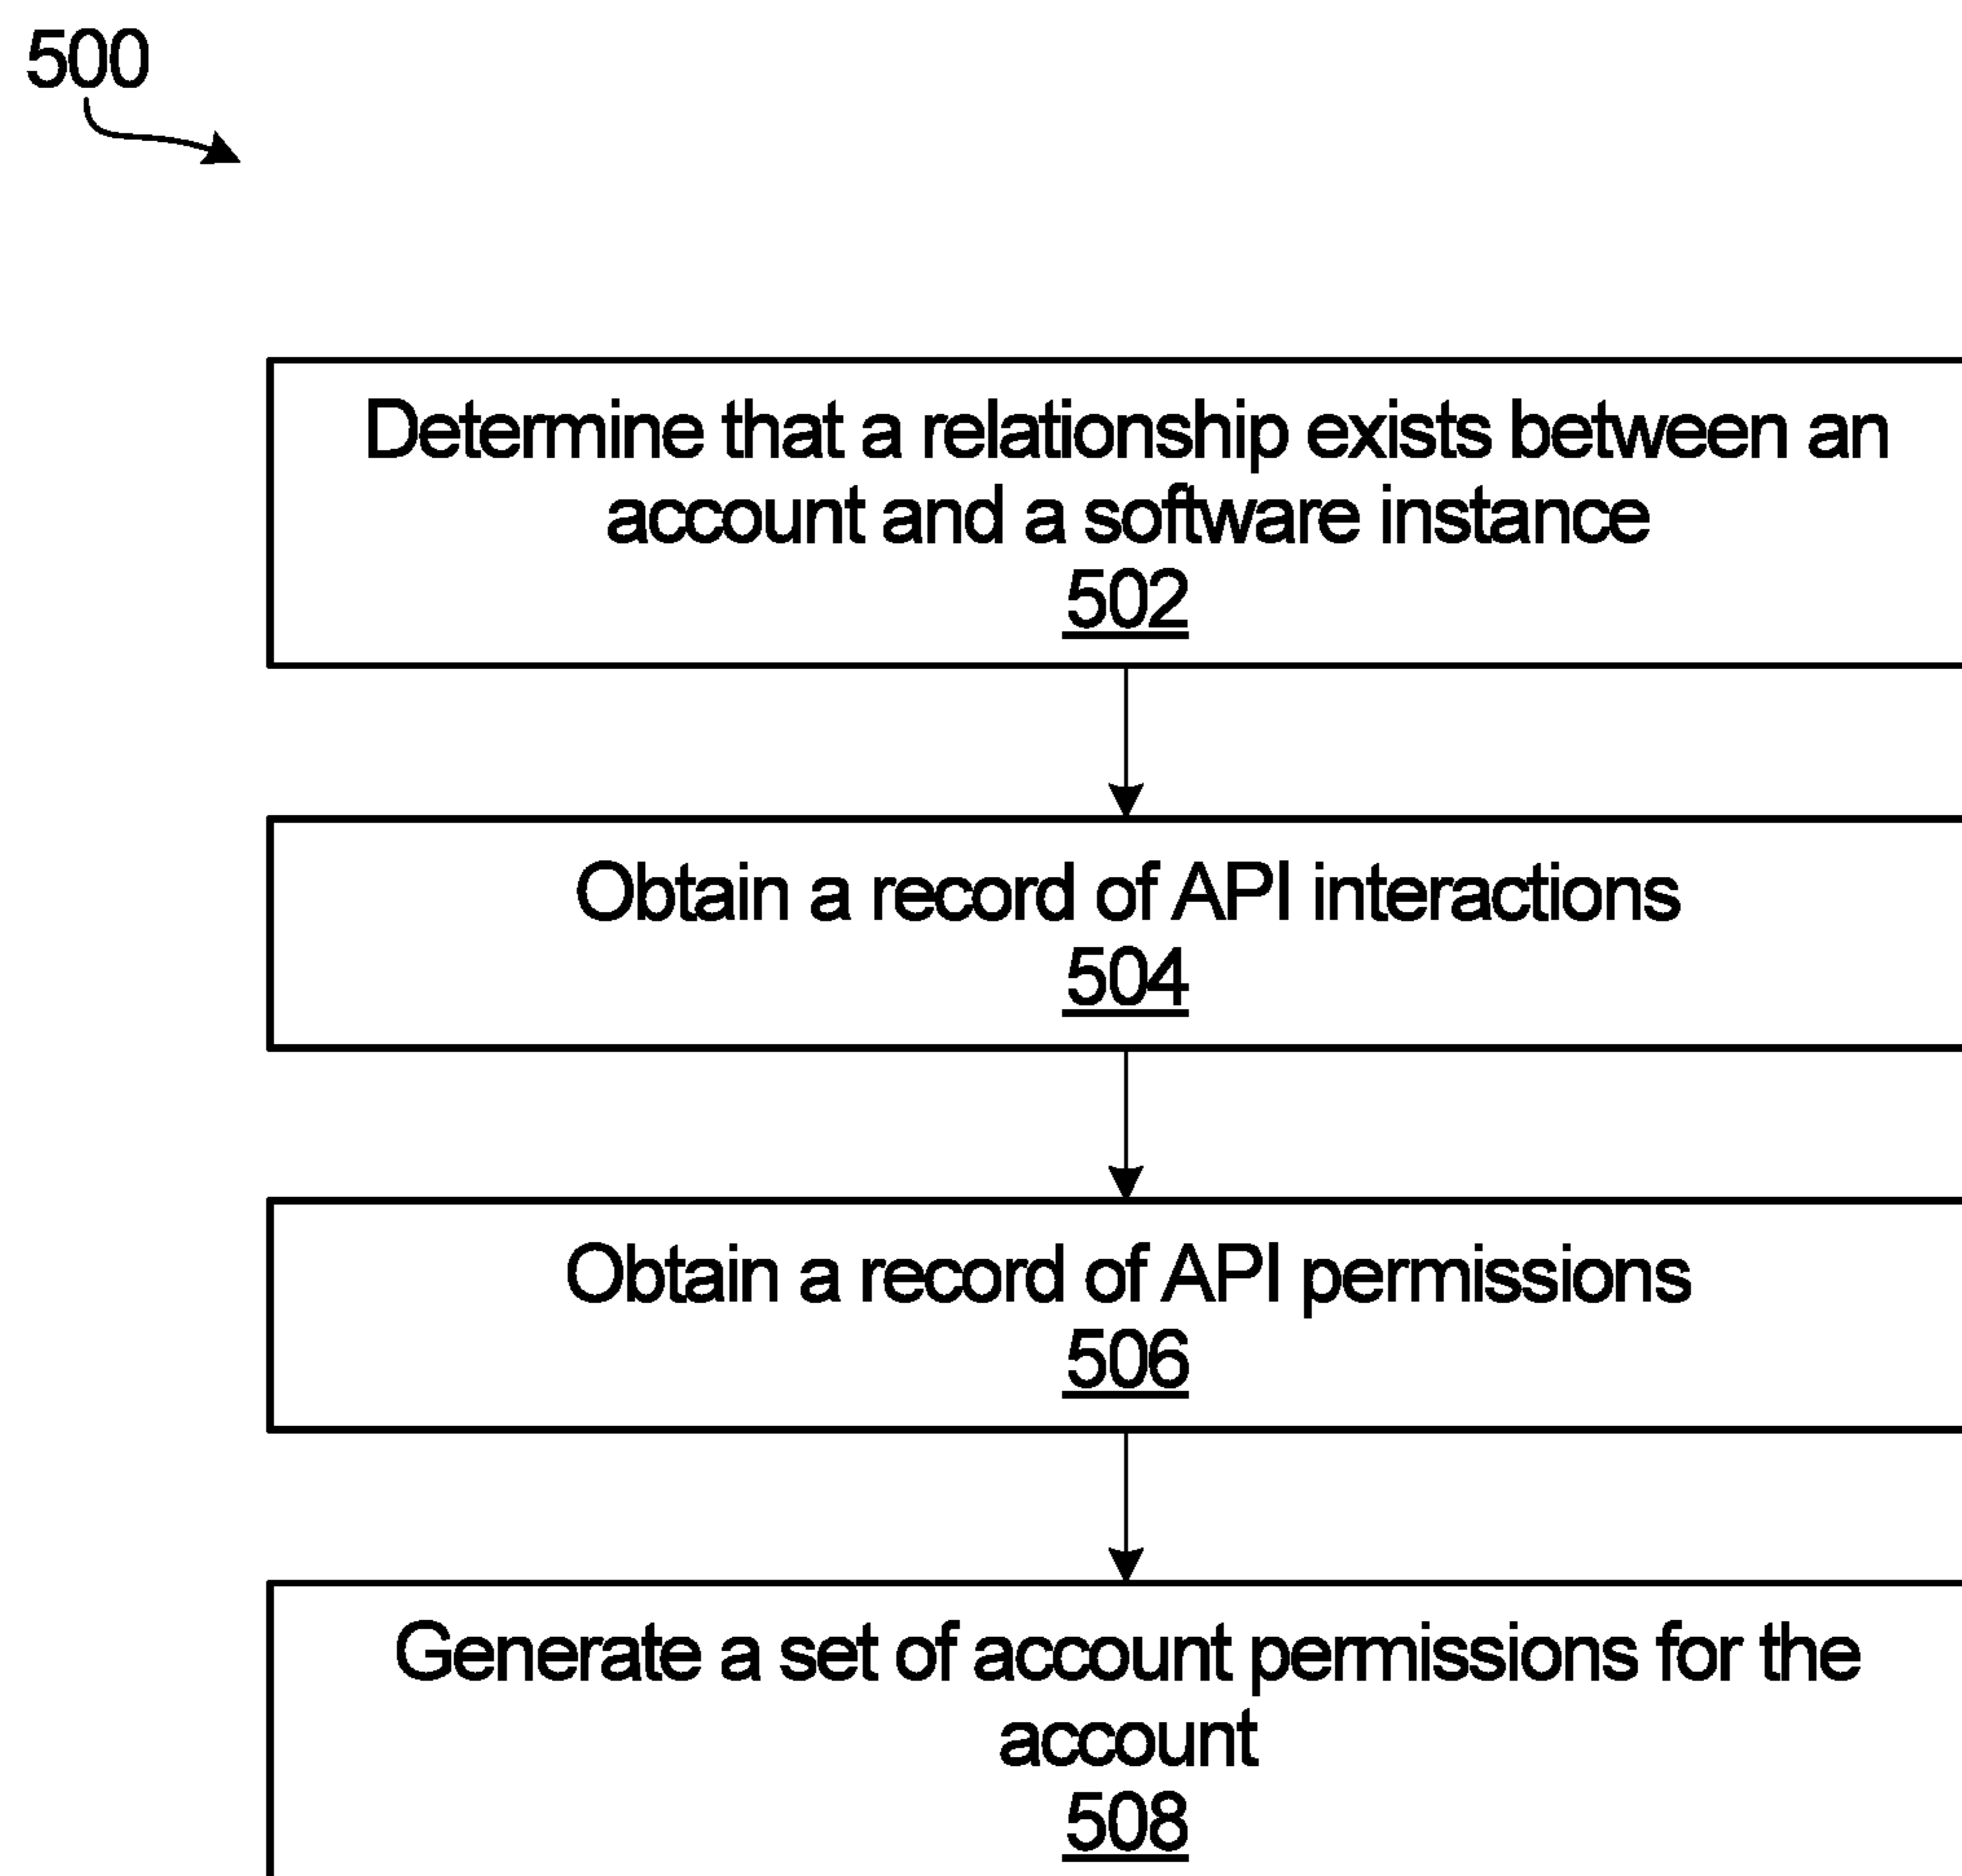 500
Determine that a relationship exists between an
account and a software instance
502
Obtain a record of API interactions
504
Obtain a record of API permissions
506
Generate a set of account permissions for the
account
508